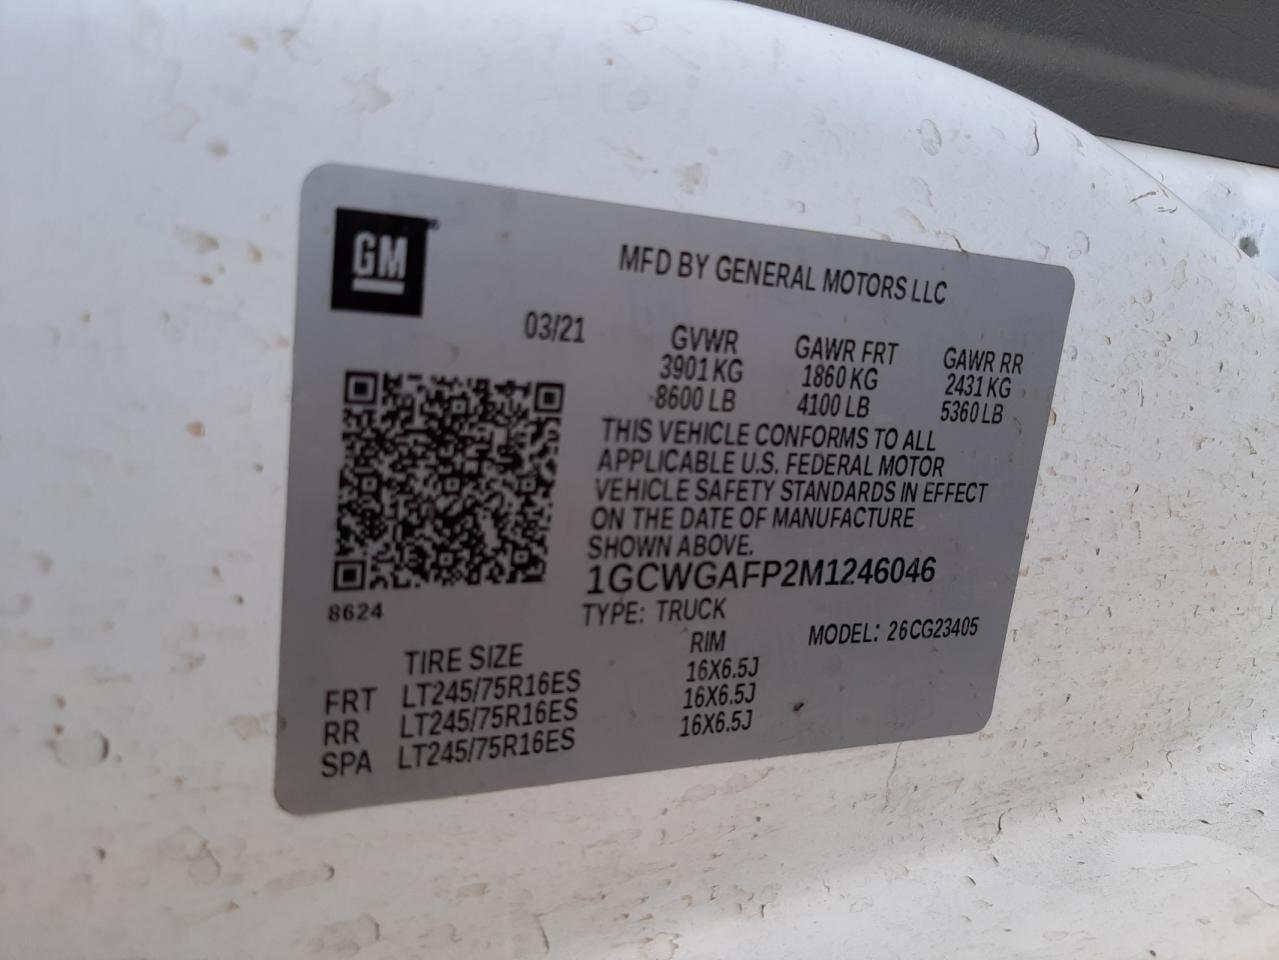 GM
MFD BY GENERAL MOTORS LLC
03/21
GVWR GAWR FRT GAWR RR
3901 KG 1860 KG 2431 KG
8600 LB 4100 LB 5360 LB
THIS VEHICLE CONFORMS TO ALL
APPLICABLE U.S. FEDERAL MOTOR
VEHICLE SAFETY STANDARDS IN EFFECT
ON THE DATE OF MANUFACTURE
SHOWN ABOVE.
1GCWGAFP2M1246046
8624
TYPE: TRUCK
MODEL: 26CG23405
TIRE SIZE RIM
FRT LT245/75R16ES 16X6.5J
RR LT245/75R16ES 16X6.5J
SPA LT245/75R16ES 16X6.5J